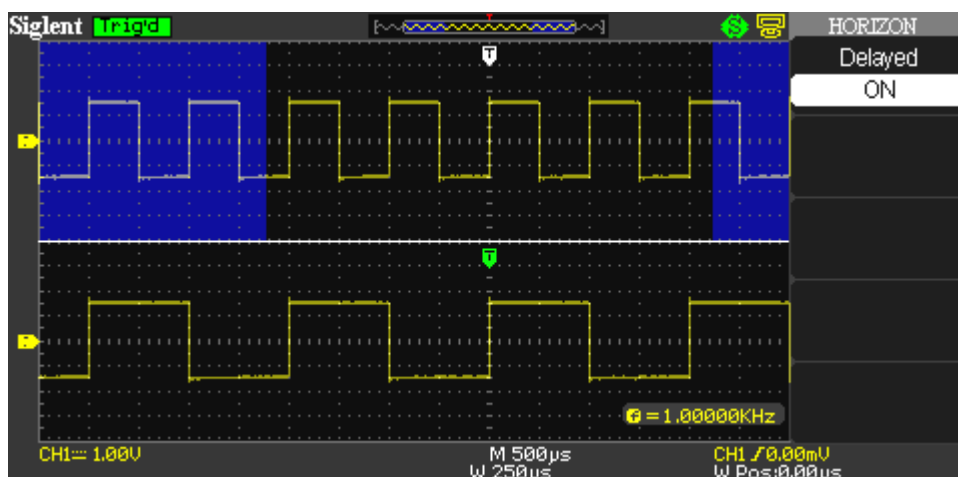 Siglent Trig'd HORIZON
Delayed
ON
T
T
f = 1.00000KHz
CH1 1.00V M 500µs CH1 0.00mV
W 250µs W Pos:0.00µs